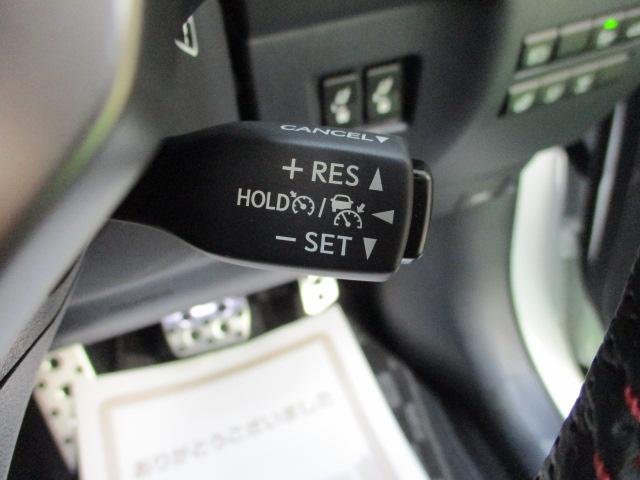 CANCEL▼
+ RES ▲
HOLD / ◀
− SET ▼
ありがとうございました